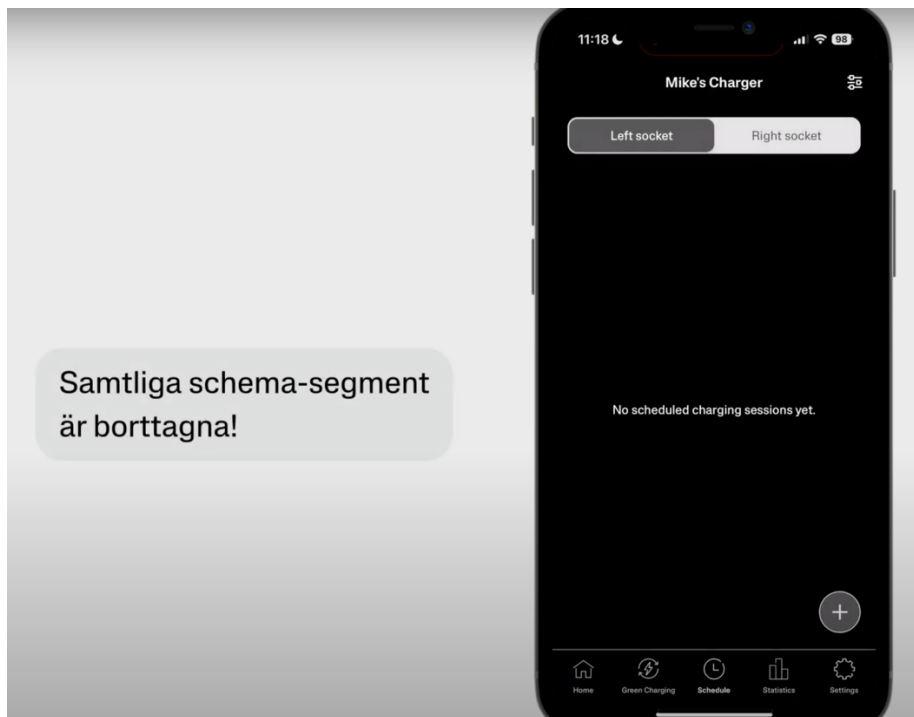 Samtliga schema-segment
är borttagna!
11:18
98
Mike's Charger
Left socket
Right socket
No scheduled charging sessions yet.
+
Home
Green Charging
Schedule
Statistics
Settings